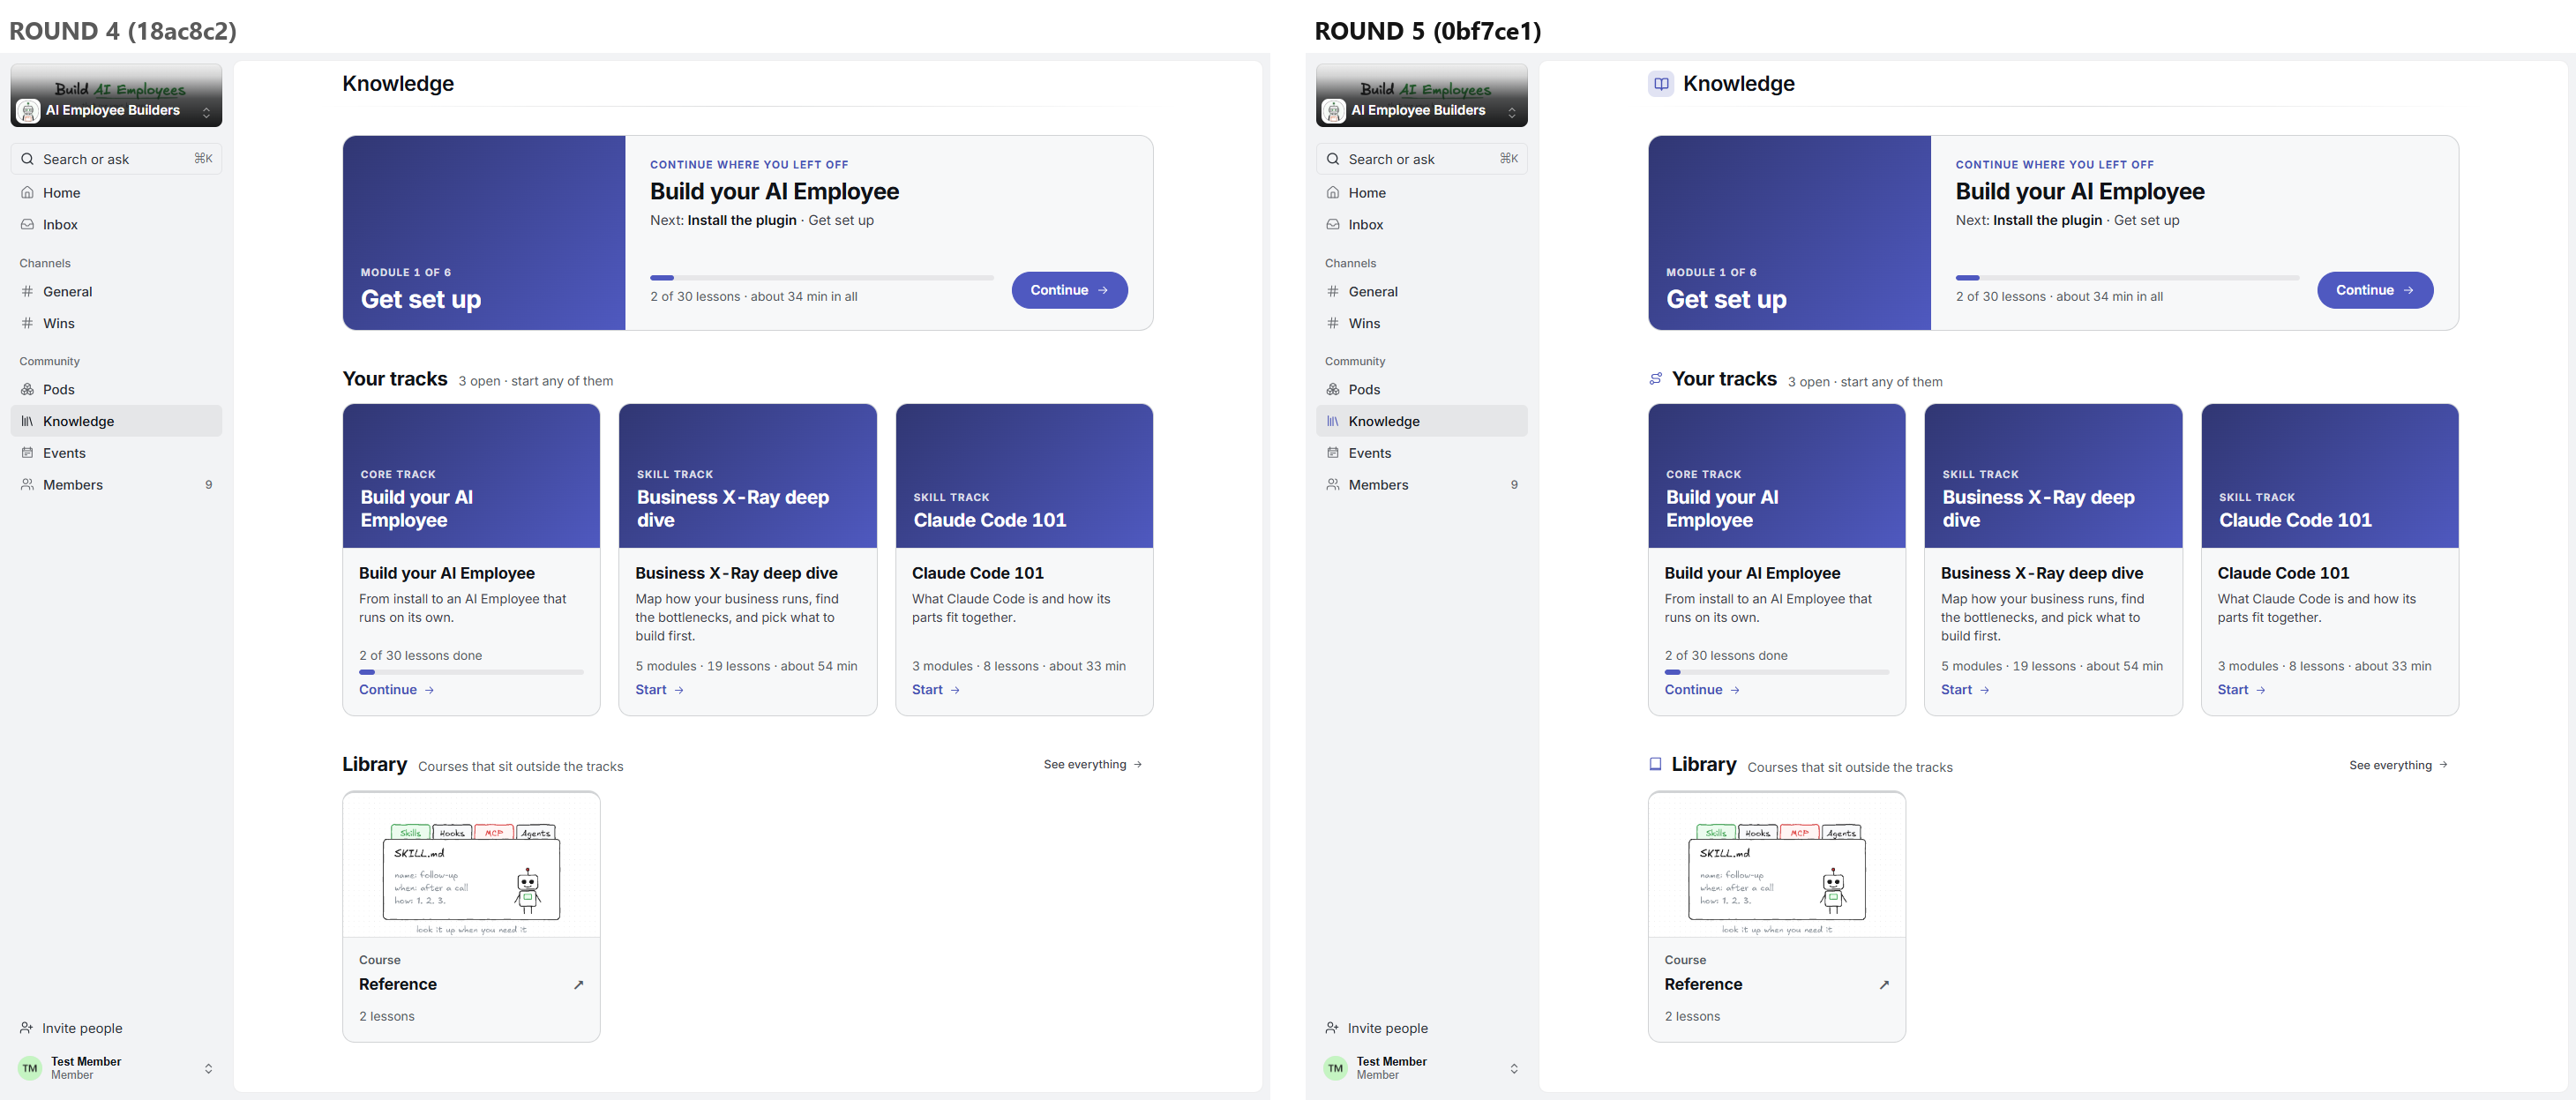 ROUND 4 (18ac8c2)
Build AI Employees
AI Employee Builders
Search or ask ⌘K
Home
Inbox
Channels
# General
# Wins
Community
Pods
Knowledge
Events
Members 9
Invite people
TM
Test Member
Member
Knowledge
MODULE 1 OF 6
Get set up
CONTINUE WHERE YOU LEFT OFF
Build your AI Employee
Next: Install the plugin · Get set up
2 of 30 lessons · about 34 min in all
Continue →
Your tracks 3 open · start any of them
CORE TRACK
Build your AI
Employee
Build your AI Employee
From install to an AI Employee that
runs on its own.
2 of 30 lessons done
Continue →
SKILL TRACK
Business X-Ray deep
dive
Business X-Ray deep dive
Map how your business runs, find
the bottlenecks, and pick what to
build first.
5 modules · 19 lessons · about 54 min
Start →
SKILL TRACK
Claude Code 101
Claude Code 101
What Claude Code is and how its
parts fit together.
3 modules · 8 lessons · about 33 min
Start →
Library Courses that sit outside the tracks
See everything →
Skills Hooks MCP Agents
SKILL.md
name: follow-up
when: after a call
how: 1. 2. 3.
look it up when you need it
Course
Reference ↗
2 lessons
ROUND 5 (0bf7ce1)
Build AI Employees
AI Employee Builders
Search or ask ⌘K
Home
Inbox
Channels
# General
# Wins
Community
Pods
Knowledge
Events
Members 9
Invite people
TM
Test Member
Member
Knowledge
MODULE 1 OF 6
Get set up
CONTINUE WHERE YOU LEFT OFF
Build your AI Employee
Next: Install the plugin · Get set up
2 of 30 lessons · about 34 min in all
Continue →
Your tracks 3 open · start any of them
CORE TRACK
Build your AI
Employee
Build your AI Employee
From install to an AI Employee that
runs on its own.
2 of 30 lessons done
Continue →
SKILL TRACK
Business X-Ray deep
dive
Business X-Ray deep dive
Map how your business runs, find
the bottlenecks, and pick what to
build first.
5 modules · 19 lessons · about 54 min
Start →
SKILL TRACK
Claude Code 101
Claude Code 101
What Claude Code is and how its
parts fit together.
3 modules · 8 lessons · about 33 min
Start →
Library Courses that sit outside the tracks
See everything →
Skills Hooks MCP Agents
SKILL.md
name: follow-up
when: after a call
how: 1. 2. 3.
look it up when you need it
Course
Reference ↗
2 lessons